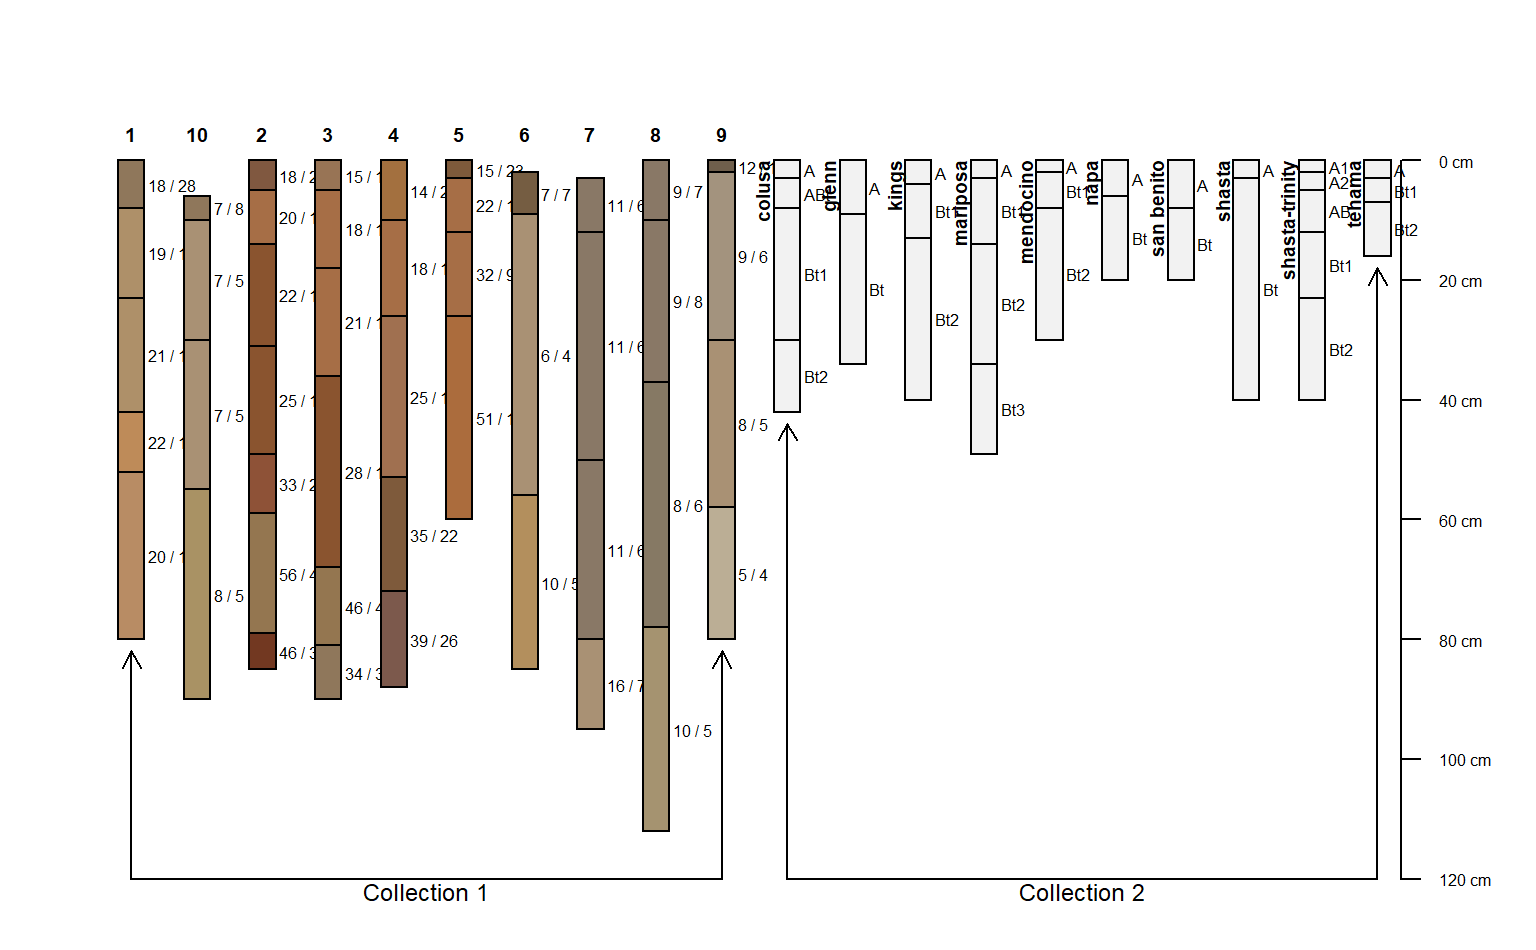 1 10 2 3 4 5 6 7 8 9
colusa glenn kings mariposa mendocino napa san benito shasta shasta-trinity tehama
18 / 28
19 / 1
21 / 1
22 / 1
20 / 1
7 / 8
7 / 5
7 / 5
8 / 5
18 / 2
20 / 1
22 / 1
25 / 1
33 / 2
56 / 4
46 / 3
15 / 1
18 / 1
21 / 1
28 / 1
46 / 4
34 / 3
14 / 2
18 / 1
25 / 1
35 / 22
39 / 26
15 / 23
22 / 1
32 / 9
51 / 1
7 / 7
6 / 4
10 / 5
11 / 6
11 / 6
11 / 6
16 / 7
9 / 7
9 / 8
8 / 6
10 / 5
12 /
9 / 6
8 / 5
5 / 4
A
AB
Bt1
Bt2
A
Bt
A
Bt1
Bt2
A
Bt1
Bt2
Bt3
A
Bt1
Bt2
A
Bt
A
Bt
A
Bt
A1
A2
AB
Bt1
Bt2
A
Bt1
Bt2
0 cm
20 cm
40 cm
60 cm
80 cm
100 cm
120 cm
Collection 1
Collection 2